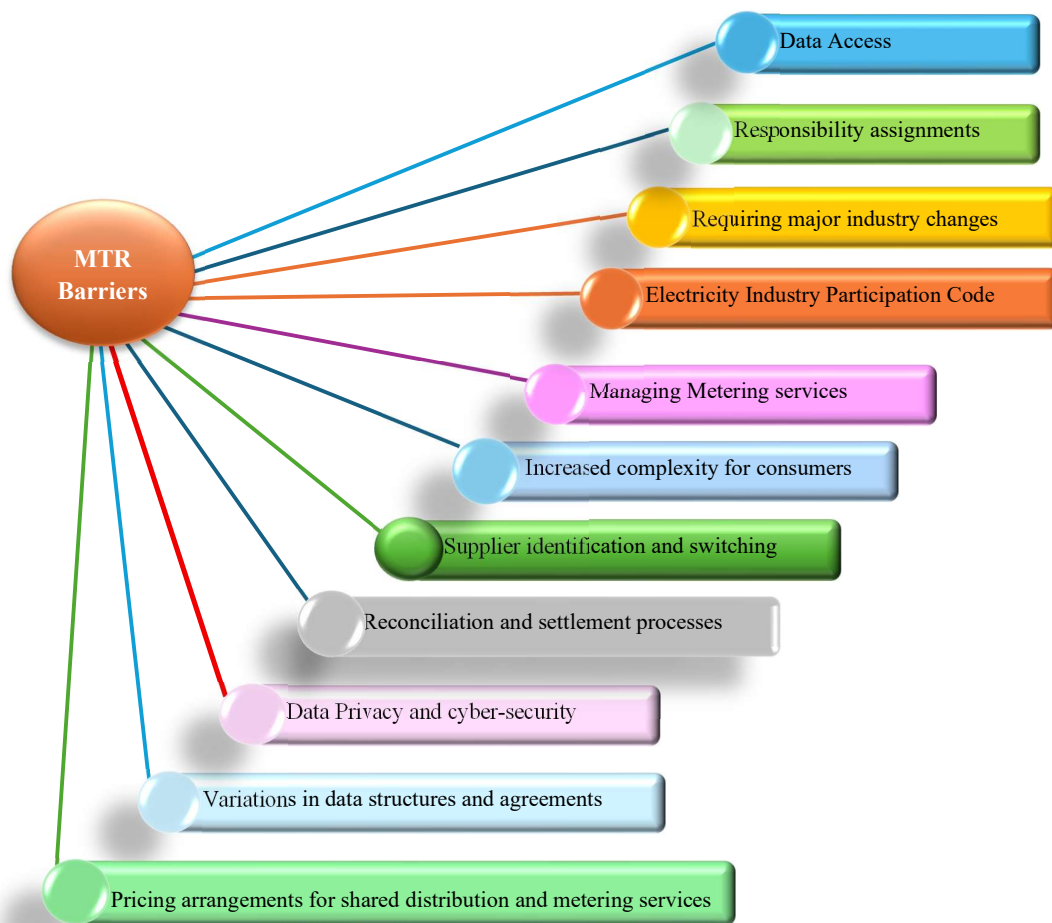 Data Access
Responsibility assignments
Requiring major industry changes
MTR
Barriers
Electricity Industry Participation Code
Managing Metering services
Increased complexity for consumers
Supplier identification and switching
Reconciliation and settlement processes
Data Privacy and cyber-security
Variations in data structures and agreements
Pricing arrangements for shared distribution and metering services